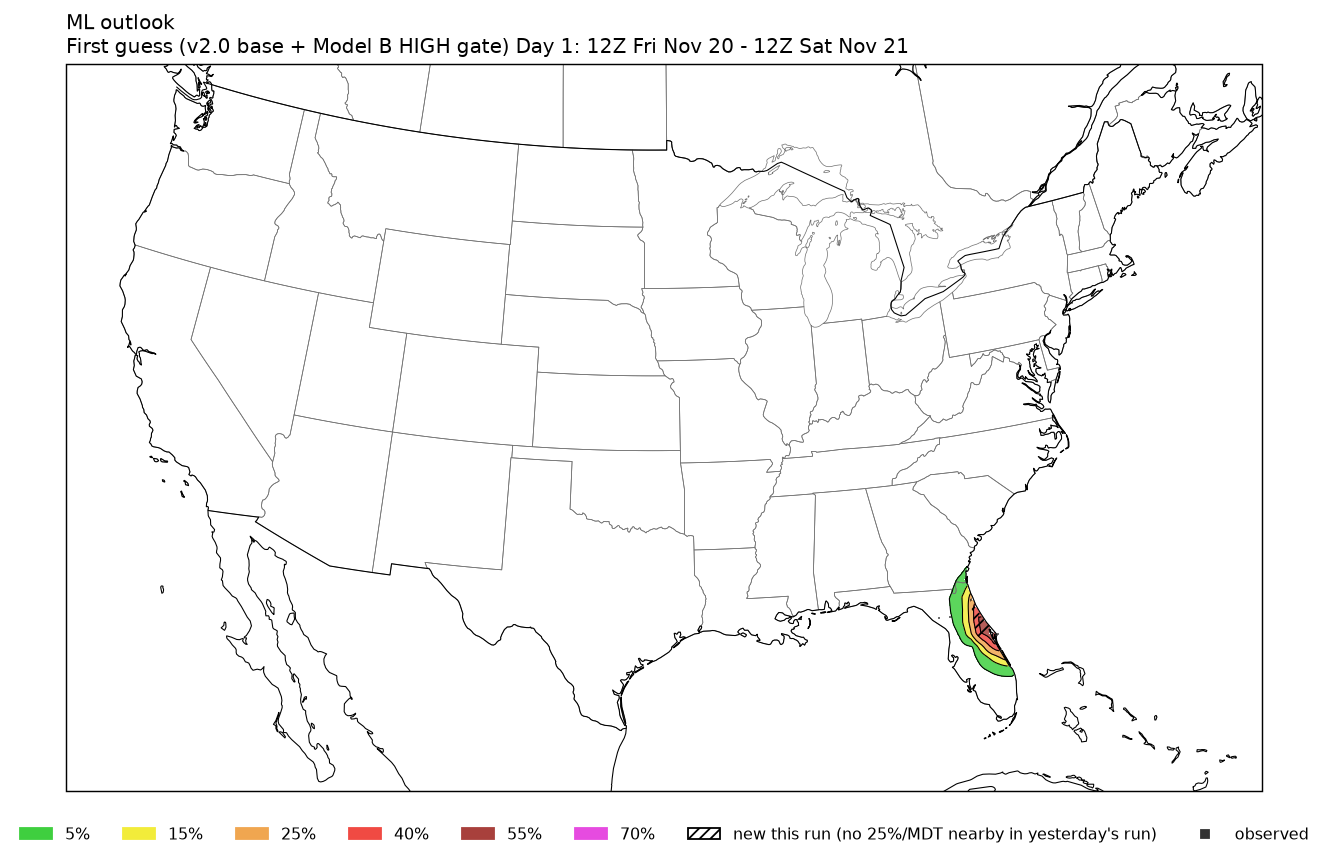 ML outlook
First guess (v2.0 base + Model B HIGH gate) Day 1: 12Z Fri Nov 20 - 12Z Sat Nov 21
5% 15% 25% 40% 55% 70% new this run (no 25%/MDT nearby in yesterday's run) observed